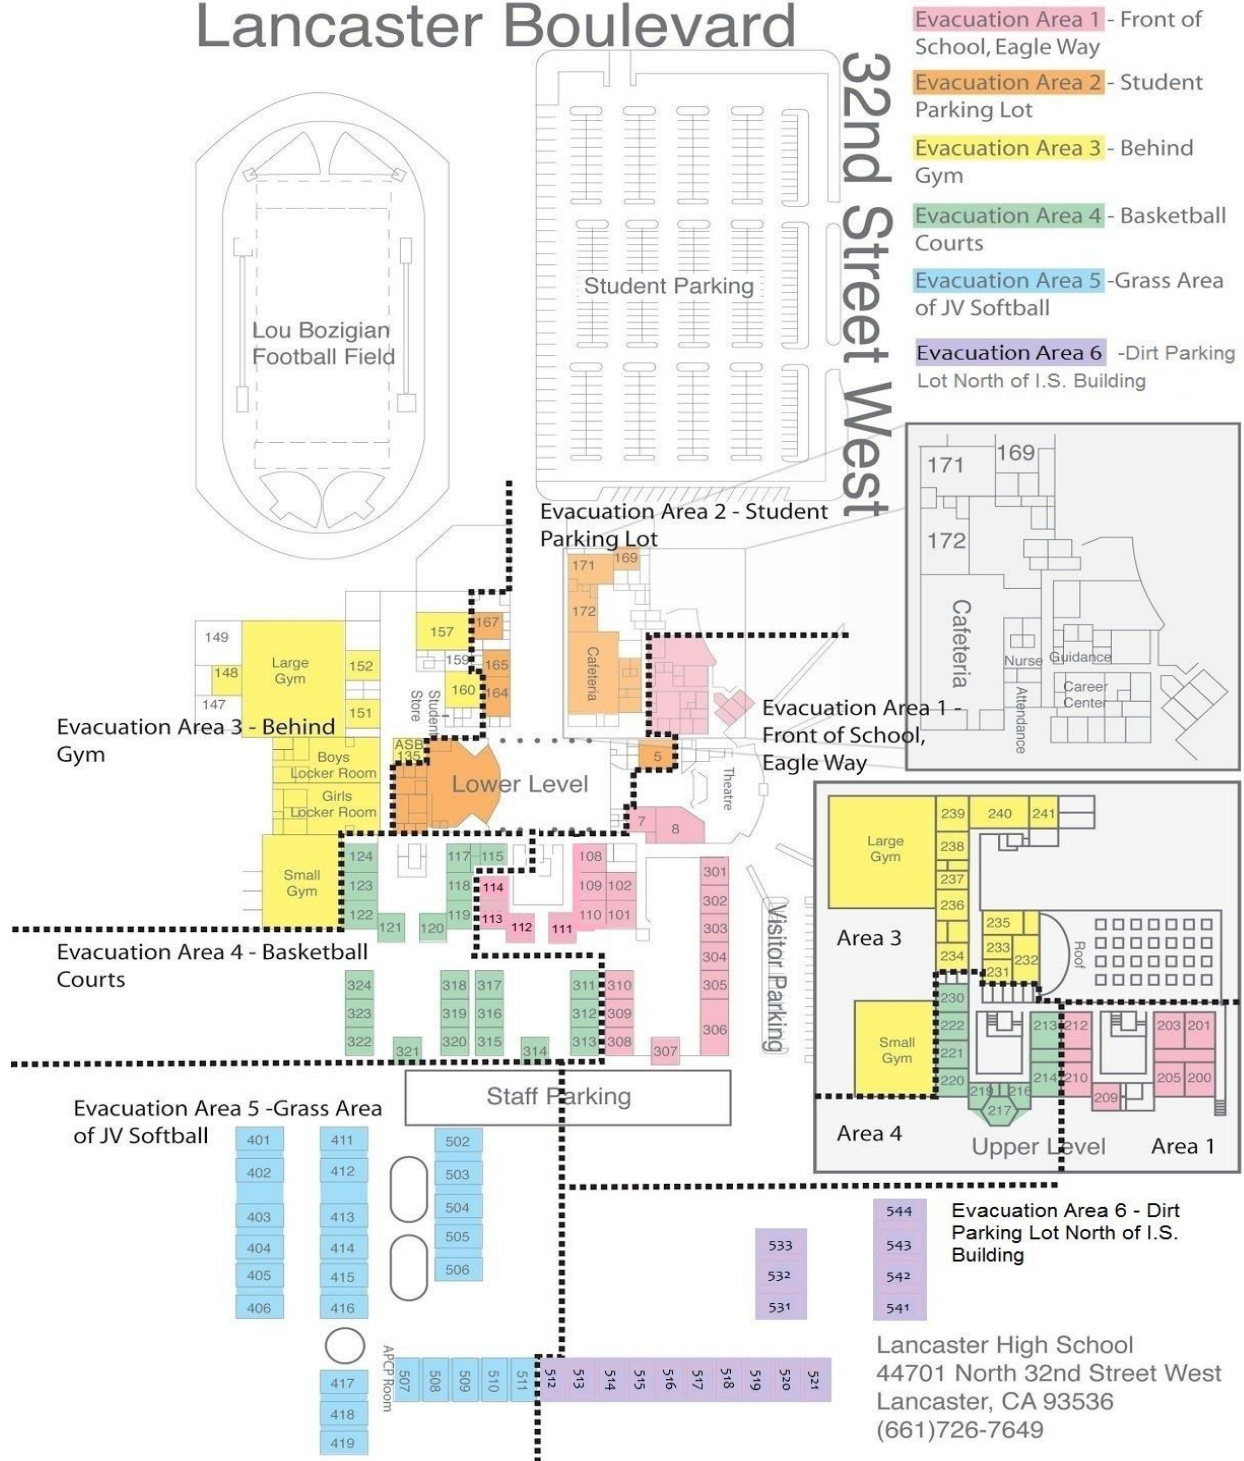 Lancaster Boulevard
32nd Street West
Evacuation Area 1 - Front of
School, Eagle Way
Evacuation Area 2 - Student
Parking Lot
Evacuation Area 3 - Behind
Gym
Evacuation Area 4 - Basketball
Courts
Evacuation Area 5 -Grass Area
of JV Softball
Evacuation Area 6 -Dirt Parking
Lot North of I.S. Building
Student Parking
Lou Bozigian
Football Field
Evacuation Area 2 - Student
Parking Lot
171
169
172
Cafeteria
Nurse
Guidance
Attendance
Career
Center
171
169
172
Cafeteria
167
165
164
157
159
160
Student
Store
149
148
147
Large
Gym
152
151
Evacuation Area 3 - Behind
Gym
Evacuation Area 1 -
Front of School,
Eagle Way
ASB
135
Boys
Locker Room
Girls
Locker Room
Lower Level
5
Theatre
7
8
Small
Gym
124
123
122
121
120
117
115
118
119
114
113
112
111
108
109
102
110
101
301
302
303
304
305
306
Visitor Parking
Evacuation Area 4 - Basketball
Courts
324
323
322
321
318
317
319
316
320
315
314
311
310
312
309
313
308
307
Large
Gym
239
240
241
238
237
236
235
234
233
232
231
Roof
Area 3
230
222
221
220
219
216
217
213
212
214
210
209
203
201
205
200
Small
Gym
Area 4
Upper Level
Area 1
Staff Parking
Evacuation Area 5 -Grass Area
of JV Softball
401
402
403
404
405
406
411
412
413
414
415
416
417
418
419
502
503
504
505
506
APCP Room
507
508
509
510
511
512
513
514
515
516
517
518
519
520
521
533
532
531
544
543
542
541
Evacuation Area 6 - Dirt
Parking Lot North of I.S.
Building
Lancaster High School
44701 North 32nd Street West
Lancaster, CA 93536
(661)726-7649